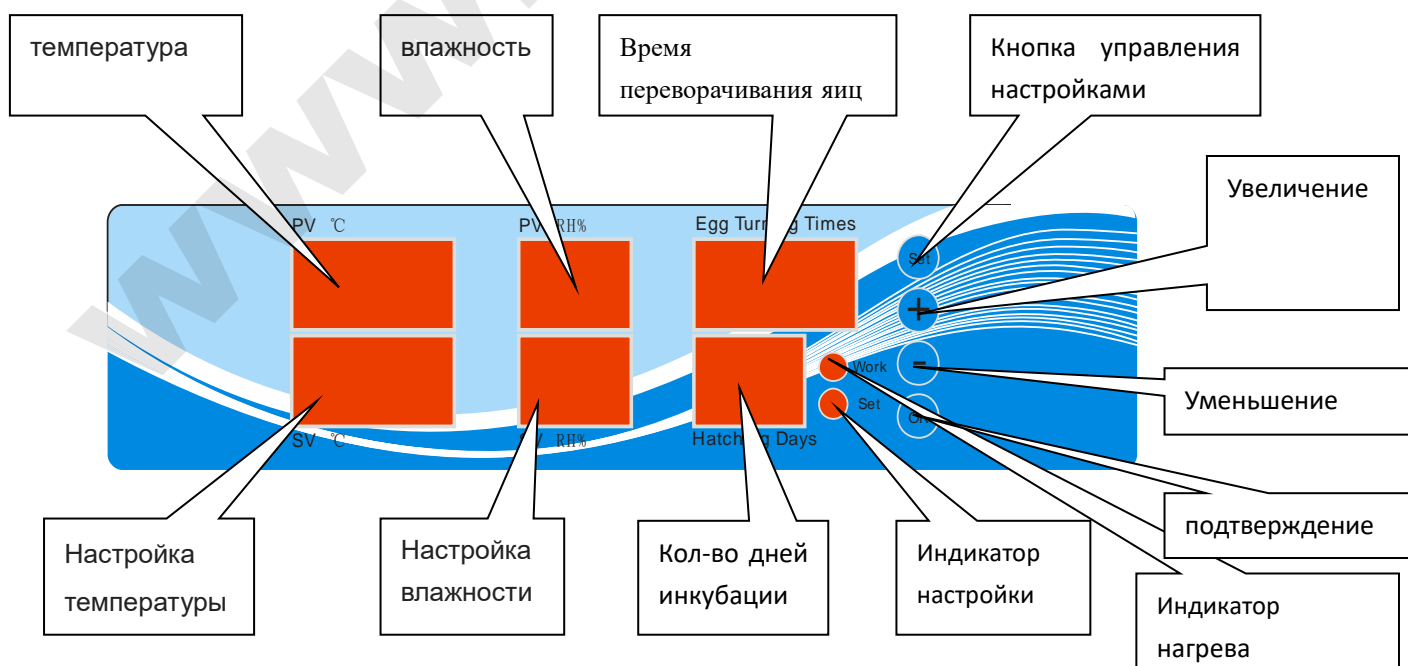 температура
влажность
Время
переворачивания яиц
Кнопка управления
настройками
Увеличение
PV ℃
PV RH%
Egg Turning Times
Set
+
-
Work
Set
Уменьшение
SV ℃
RH%
Hatching Days
подтверждение
Настройка
температуры
Настройка
влажности
Кол-во дней
инкубации
Индикатор
настройки
Индикатор
нагрева